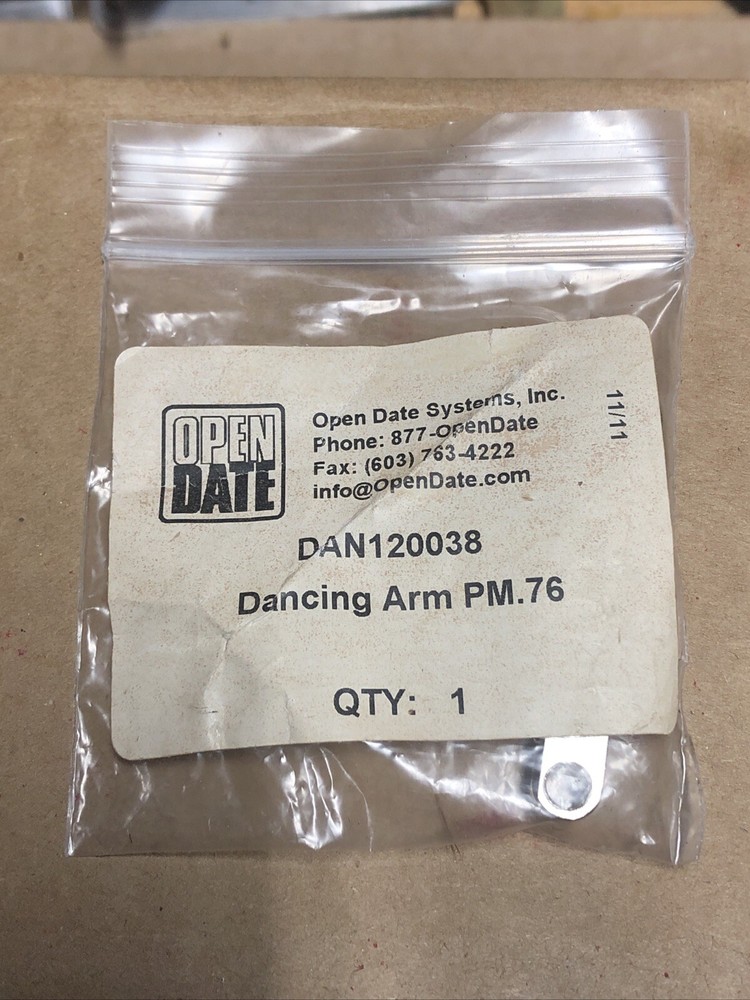 OPEN
DATE
Open Date Systems, Inc.
Phone: 877-OpenDate
Fax: (603) 763-4222
info@OpenDate.com
11/11
DAN120038
Dancing Arm PM.76
QTY: 1